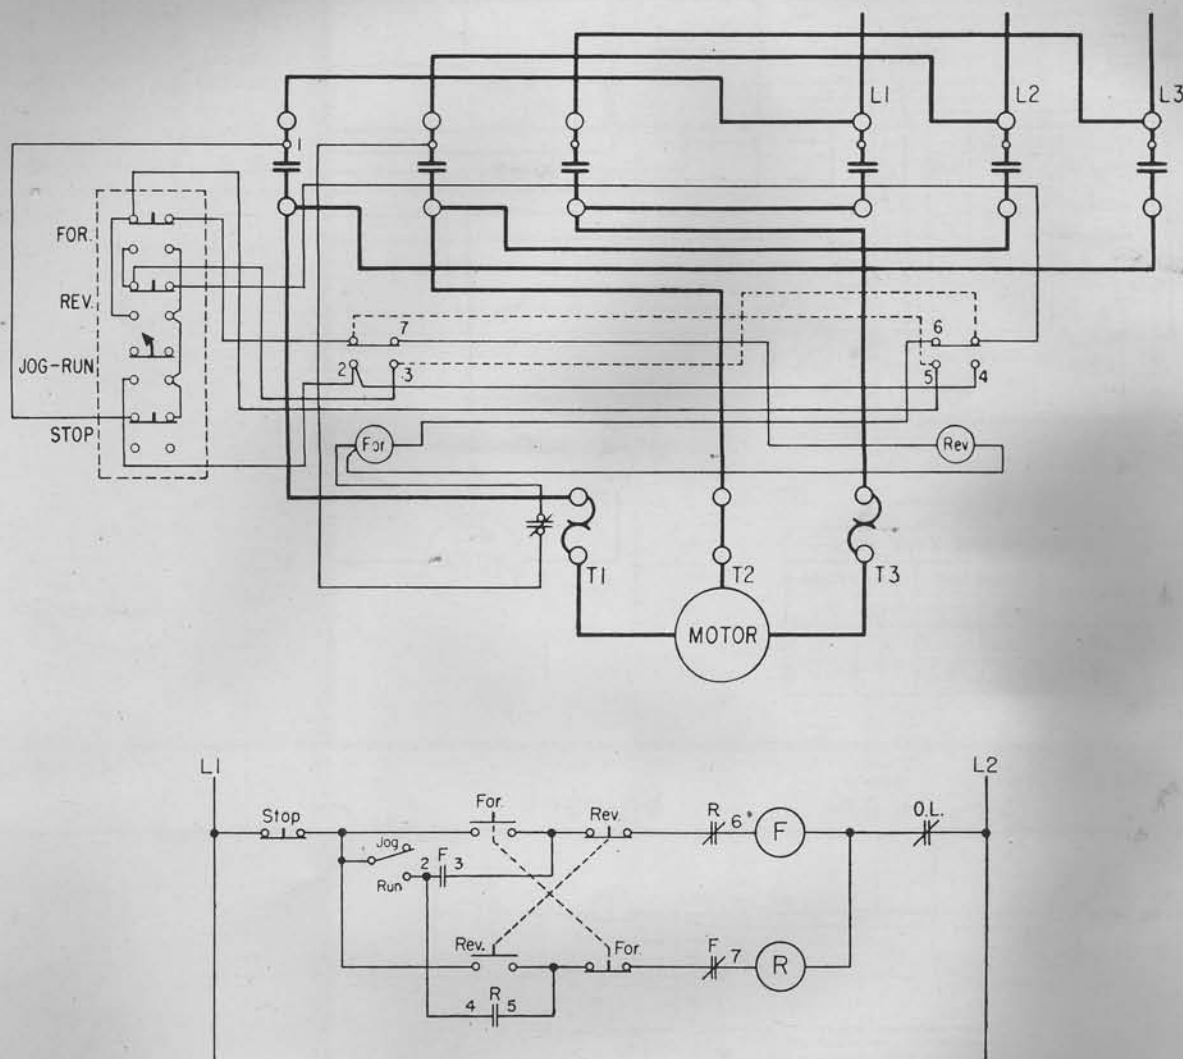 L1 L2 L3
1
FOR.
REV.
JOG-RUN
STOP
7 6
2 3 5 4
For Rev
T1 T2 T3
MOTOR
L1 L2
Stop For. Rev. R 6 F O.L.
Jog
2 F 3
Run
Rev. For. F 7 R
4 R 5